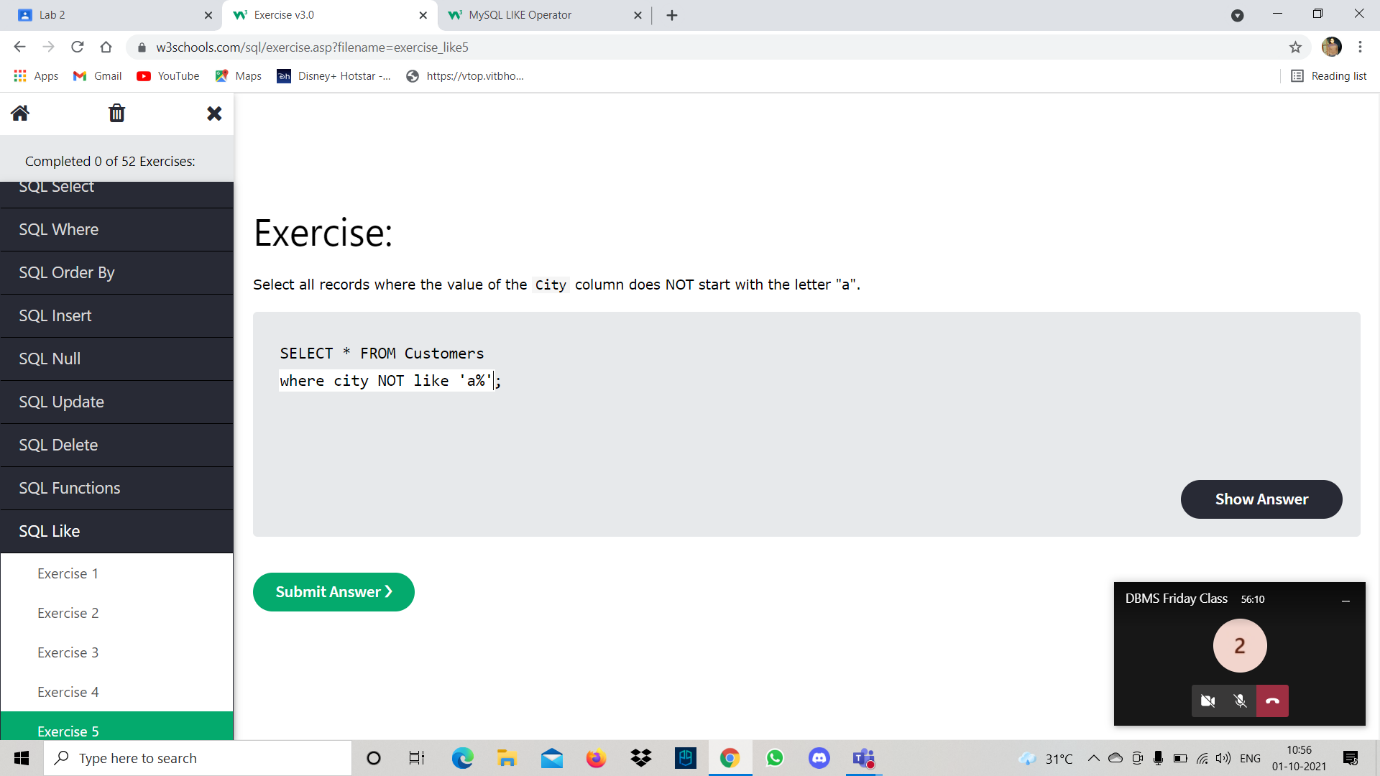 Lab 2
Exercise v3.0
MySQL LIKE Operator
w3schools.com/sql/exercise.asp?filename=exercise_like5
Apps
Gmail
YouTube
Maps
Disney+ Hotstar -...
https://vtop.vitbho...
Reading list
Completed 0 of 52 Exercises:
SQL Select
SQL Where
SQL Order By
SQL Insert
SQL Null
SQL Update
SQL Delete
SQL Functions
SQL Like
Exercise 1
Exercise 2
Exercise 3
Exercise 4
Exercise 5
Exercise:
Select all records where the value of the City column does NOT start with the letter "a".
SELECT * FROM Customers
where city NOT like 'a%';
Show Answer
Submit Answer ❯
DBMS Friday Class 56:10
2
Type here to search
31°C
ENG
10:56
01-10-2021